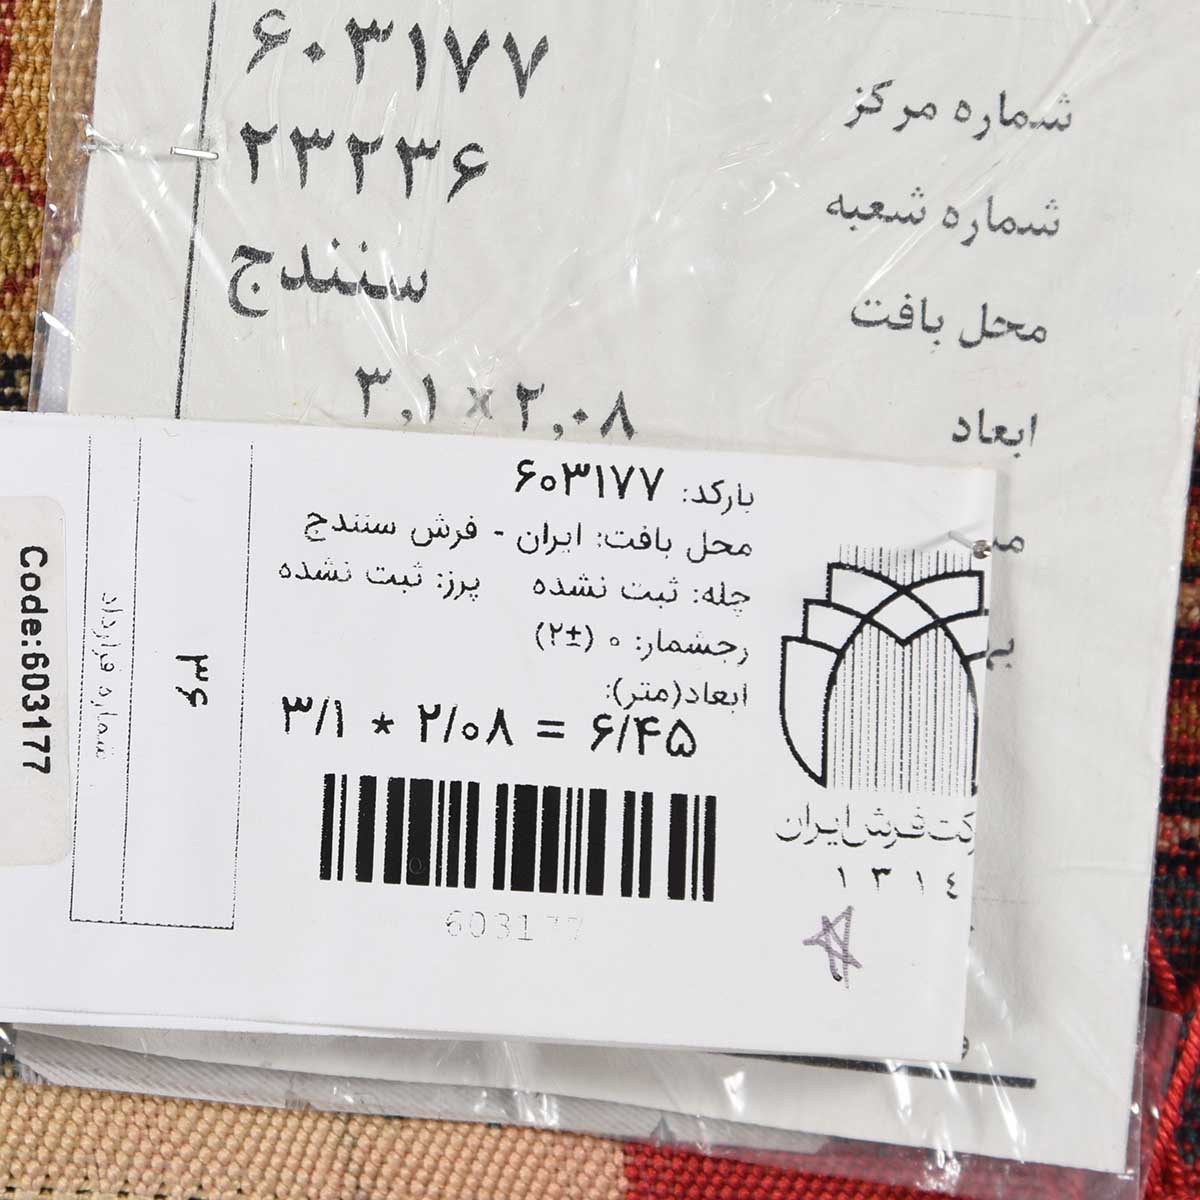 شماره مرکز ۶۰۳۱۷۷
شماره شعبه ۲۳۲۳۶
محل بافت سنندج
ابعاد ۳,۱ x ۲,۰۸
بارکد: ۶۰۳۱۷۷
محل بافت: ایران - فرش سنندج
چله: ثبت نشده پرز: ثبت نشده
رجشمار: ۰ (±۲)
ابعاد(متر):
۳/۱ * ۲/۰۸ = ۶/۴۵
603177
فرش ایران
١٣١٤
شماره قرارداد
۳۶
Code:603177